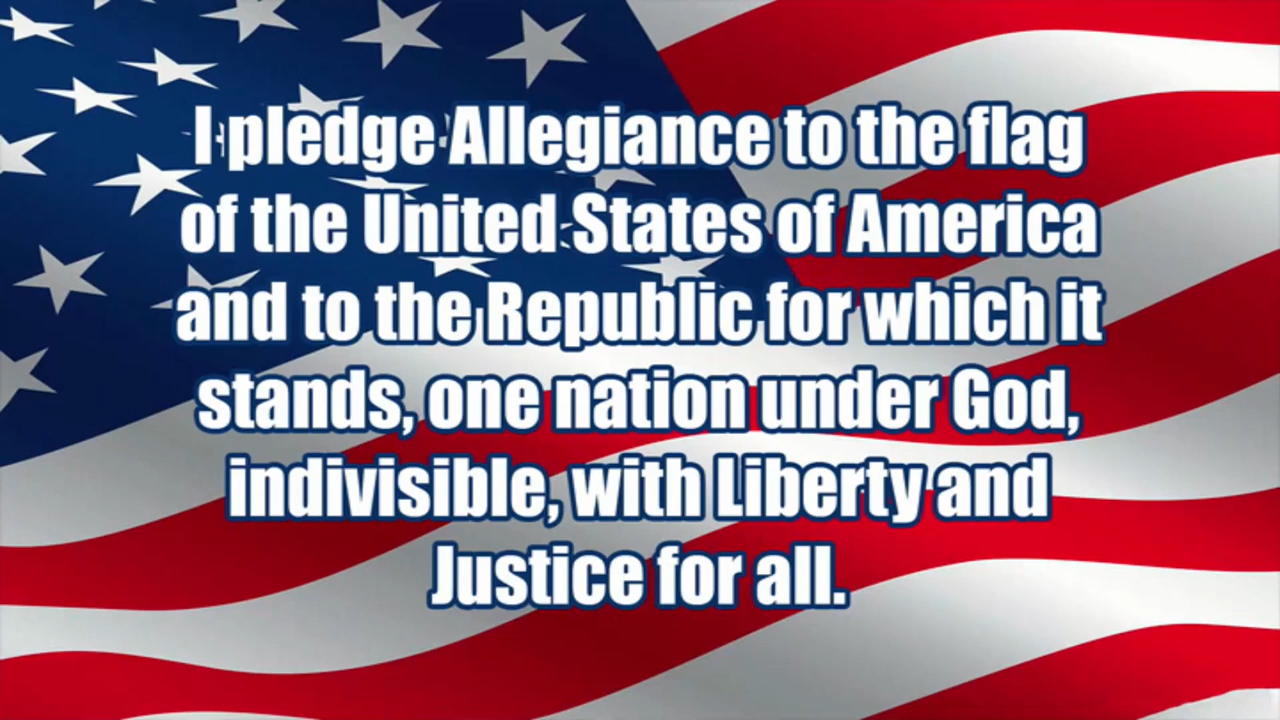 I pledge Allegiance to the flag
of the United States of America
and to the Republic for which it
stands, one nation under God,
indivisible, with Liberty and
Justice for all.